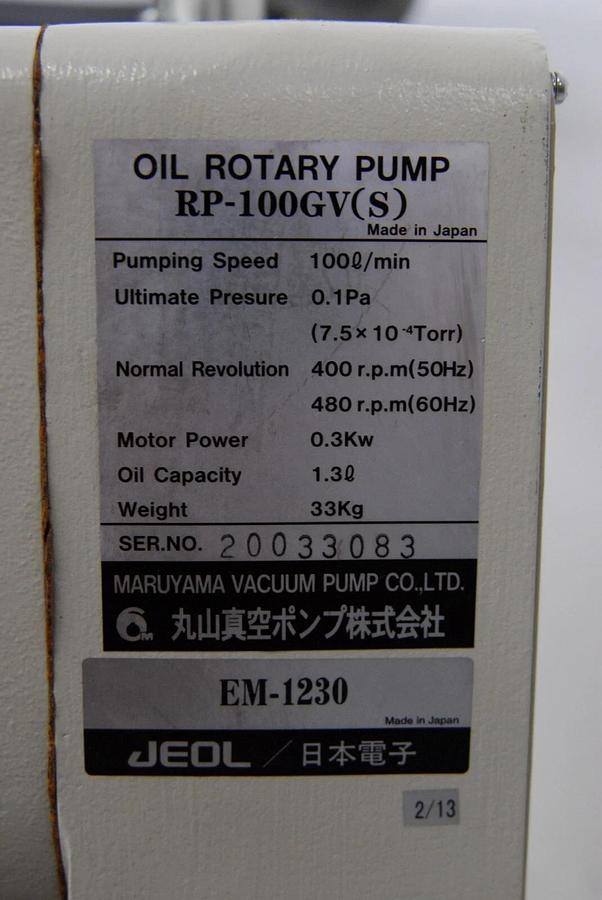 OIL ROTARY PUMP
RP-100GV(S)
Made in Japan
Pumping Speed 100ℓ/min
Ultimate Presure 0.1Pa
(7.5×10⁻⁴Torr)
Normal Revolution 400 r.p.m(50Hz)
480 r.p.m(60Hz)
Motor Power 0.3Kw
Oil Capacity 1.3ℓ
Weight 33Kg
SER.NO. 20033083
MARUYAMA VACUUM PUMP CO.,LTD.
丸山真空ポンプ株式会社
EM-1230
Made in Japan
JEOL／日本電子
2/13